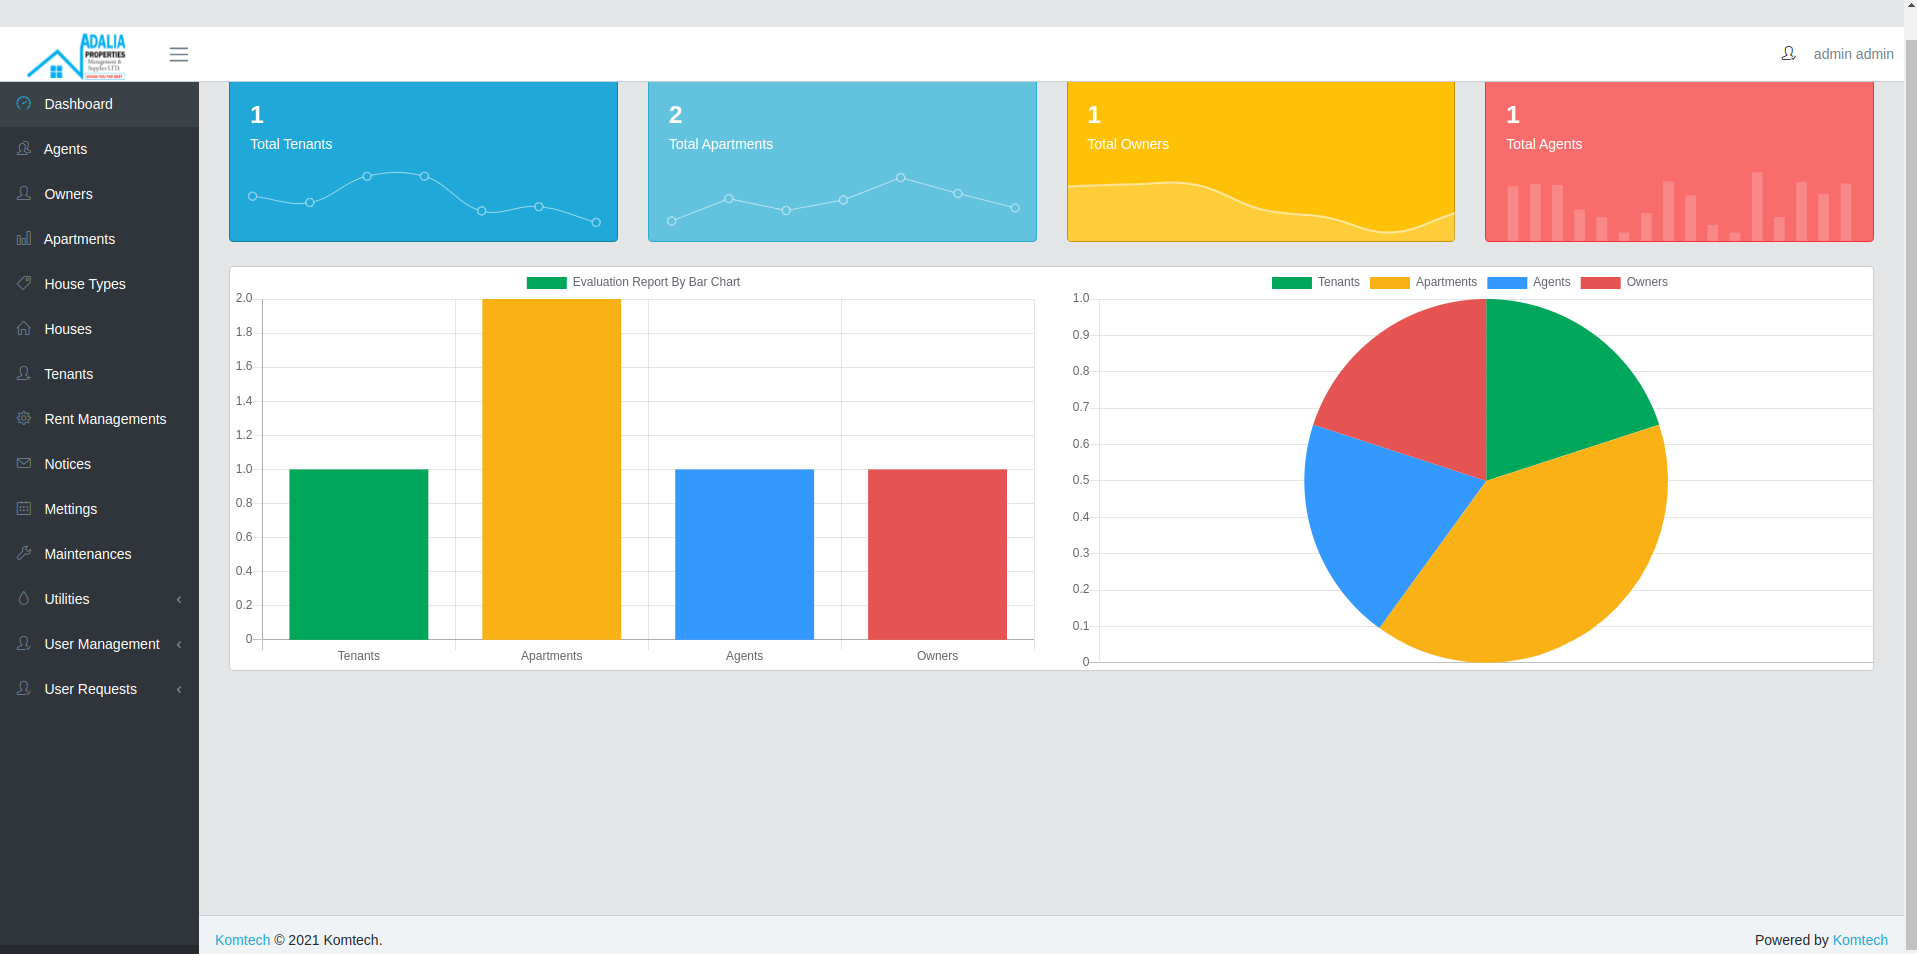 ADALIA
PROPERTIES
Management &
Supplies LTD.
admin admin
Dashboard
Agents
Owners
Apartments
House Types
Houses
Tenants
Rent Managements
Notices
Mettings
Maintenances
Utilities
User Management
User Requests
1
Total Tenants
2
Total Apartments
1
Total Owners
1
Total Agents
Evaluation Report By Bar Chart
2.0
1.8
1.6
1.4
1.2
1.0
0.8
0.6
0.4
0.2
0
Tenants Apartments Agents Owners
Tenants Apartments Agents Owners
1.0
0.9
0.8
0.7
0.6
0.5
0.4
0.3
0.2
0.1
0
Komtech © 2021 Komtech.
Powered by Komtech